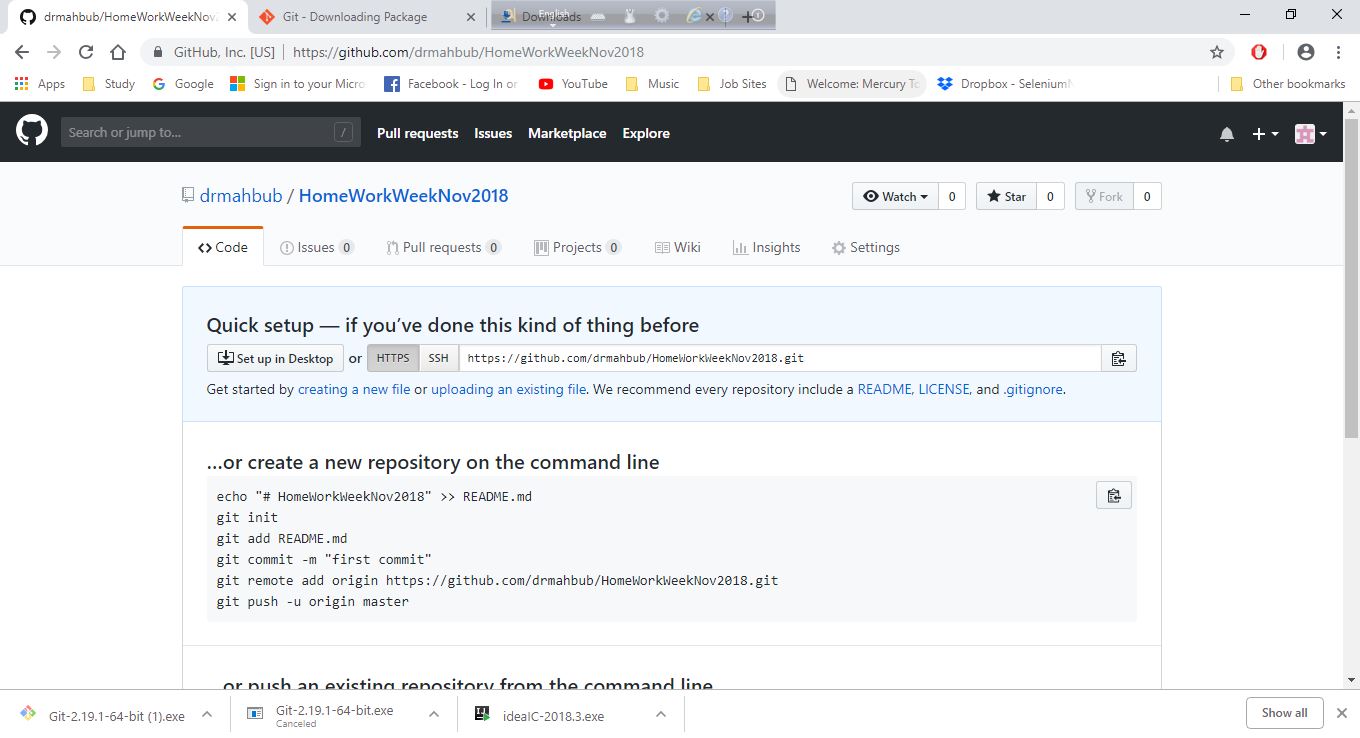 drmahbub/HomeWorkWeekNov2
Git - Downloading Package
Downloads
English
GitHub, Inc. [US] | https://github.com/drmahbub/HomeWorkWeekNov2018
Apps Study Google Sign in to your Micro Facebook - Log In or YouTube Music Job Sites Welcome: Mercury To Dropbox - Selenium Other bookmarks
Search or jump to... / Pull requests Issues Marketplace Explore
drmahbub / HomeWorkWeekNov2018 Watch 0 Star 0 Fork 0
Code Issues 0 Pull requests 0 Projects 0 Wiki Insights Settings
Quick setup — if you’ve done this kind of thing before
Set up in Desktop or HTTPS SSH https://github.com/drmahbub/HomeWorkWeekNov2018.git
Get started by creating a new file or uploading an existing file. We recommend every repository include a README, LICENSE, and .gitignore.
…or create a new repository on the command line
echo "# HomeWorkWeekNov2018" >> README.md
git init
git add README.md
git commit -m "first commit"
git remote add origin https://github.com/drmahbub/HomeWorkWeekNov2018.git
git push -u origin master
…or push an existing repository from the command line
Git-2.19.1-64-bit (1).exe
Git-2.19.1-64-bit.exe
Canceled
ideaIC-2018.3.exe
Show all